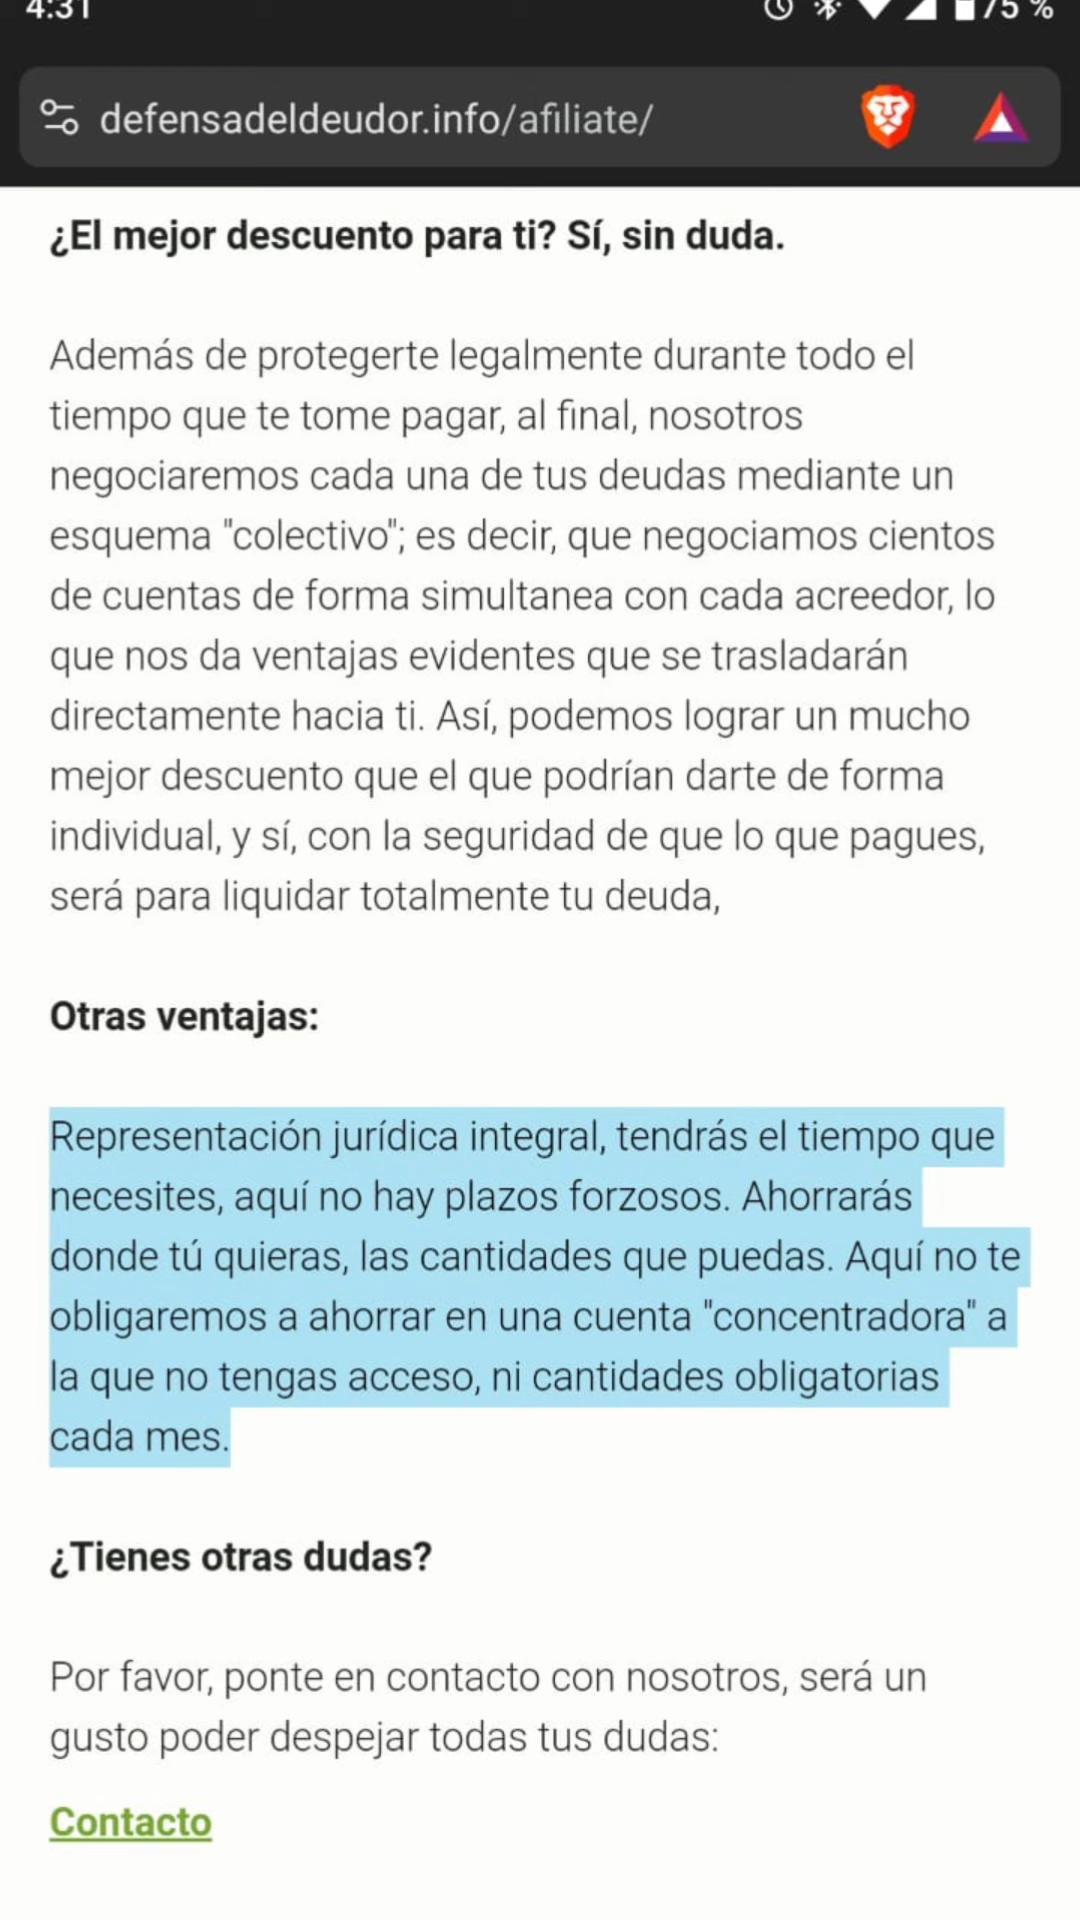 4:31
75 %
defensadeldeudor.info/afiliate/
¿El mejor descuento para ti? Sí, sin duda.
Además de protegerte legalmente durante todo el
tiempo que te tome pagar, al final, nosotros
negociaremos cada una de tus deudas mediante un
esquema "colectivo"; es decir, que negociamos cientos
de cuentas de forma simultanea con cada acreedor, lo
que nos da ventajas evidentes que se trasladarán
directamente hacia ti. Así, podemos lograr un mucho
mejor descuento que el que podrían darte de forma
individual, y sí, con la seguridad de que lo que pagues,
será para liquidar totalmente tu deuda,
Otras ventajas:
Representación jurídica integral, tendrás el tiempo que
necesites, aquí no hay plazos forzosos. Ahorrarás
donde tú quieras, las cantidades que puedas. Aquí no te
obligaremos a ahorrar en una cuenta "concentradora" a
la que no tengas acceso, ni cantidades obligatorias
cada mes.
¿Tienes otras dudas?
Por favor, ponte en contacto con nosotros, será un
gusto poder despejar todas tus dudas:
Contacto